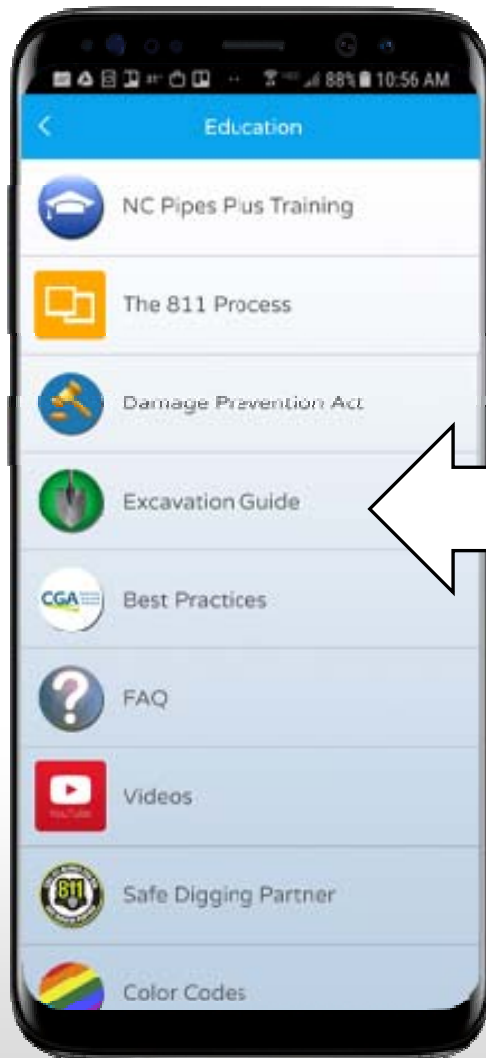 88% 10:56 AM
Education
NC Pipes Plus Training
The 811 Process
Damage Prevention Act
Excavation Guide
CGA
Best Practices
FAQ
Videos
811
Safe Digging Partner
Color Codes